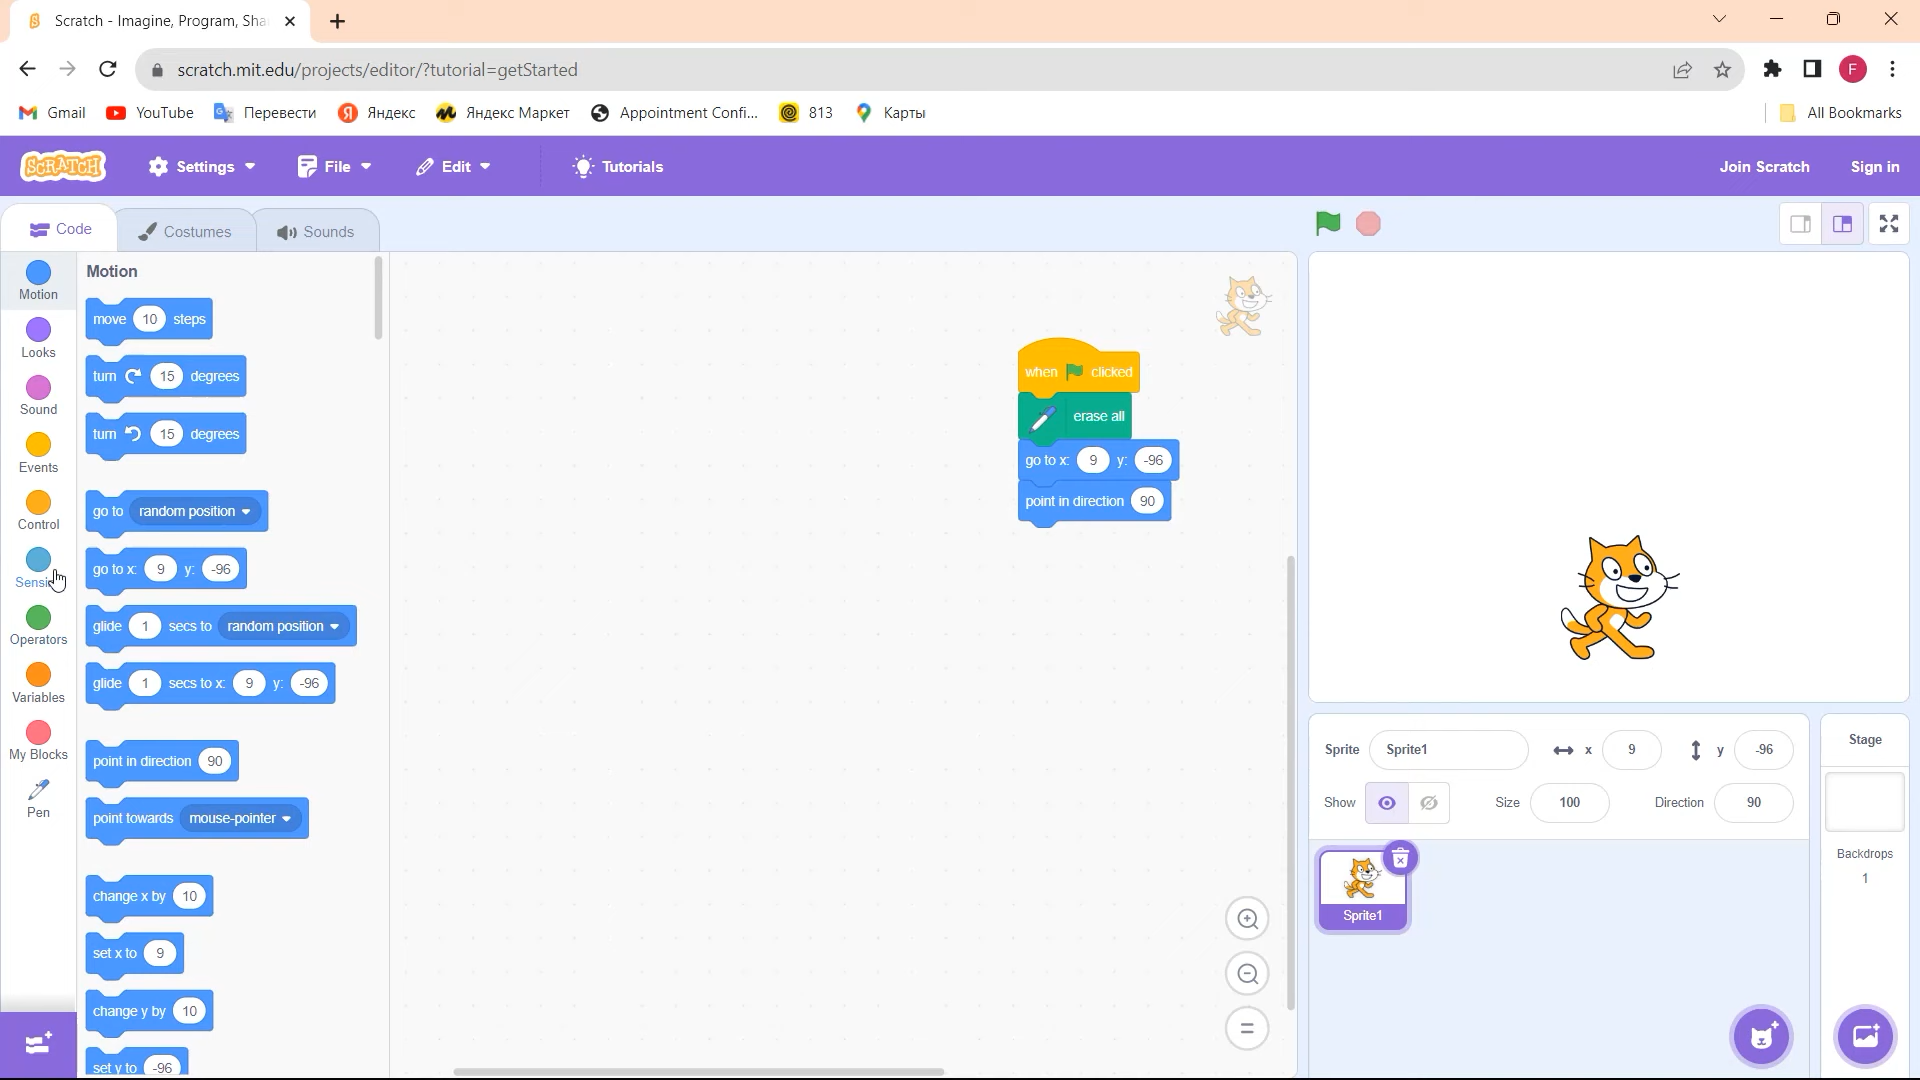 Scratch - Imagine, Program, Sha
scratch.mit.edu/projects/editor/?tutorial=getStarted
F
Gmail YouTube Перевести Яндекс Яндекс Маркет Appointment Confi... 813 Карты All Bookmarks
SCRATCH Settings File Edit Tutorials Join Scratch Sign in
Code Costumes Sounds
Motion
Looks
Sound
Events
Control
Sensi
Operators
Variables
My Blocks
Pen
Motion
move 10 steps
turn 15 degrees
turn 15 degrees
go to random position
go to x: 9 y: -96
glide 1 secs to random position
glide 1 secs to x: 9 y: -96
point in direction 90
point towards mouse-pointer
change x by 10
set x to 9
change y by 10
set y to -96
when clicked
erase all
go to x: 9 y: -96
point in direction 90
Sprite Sprite1 x 9 y -96
Show Size 100 Direction 90
Sprite1
Stage
Backdrops
1